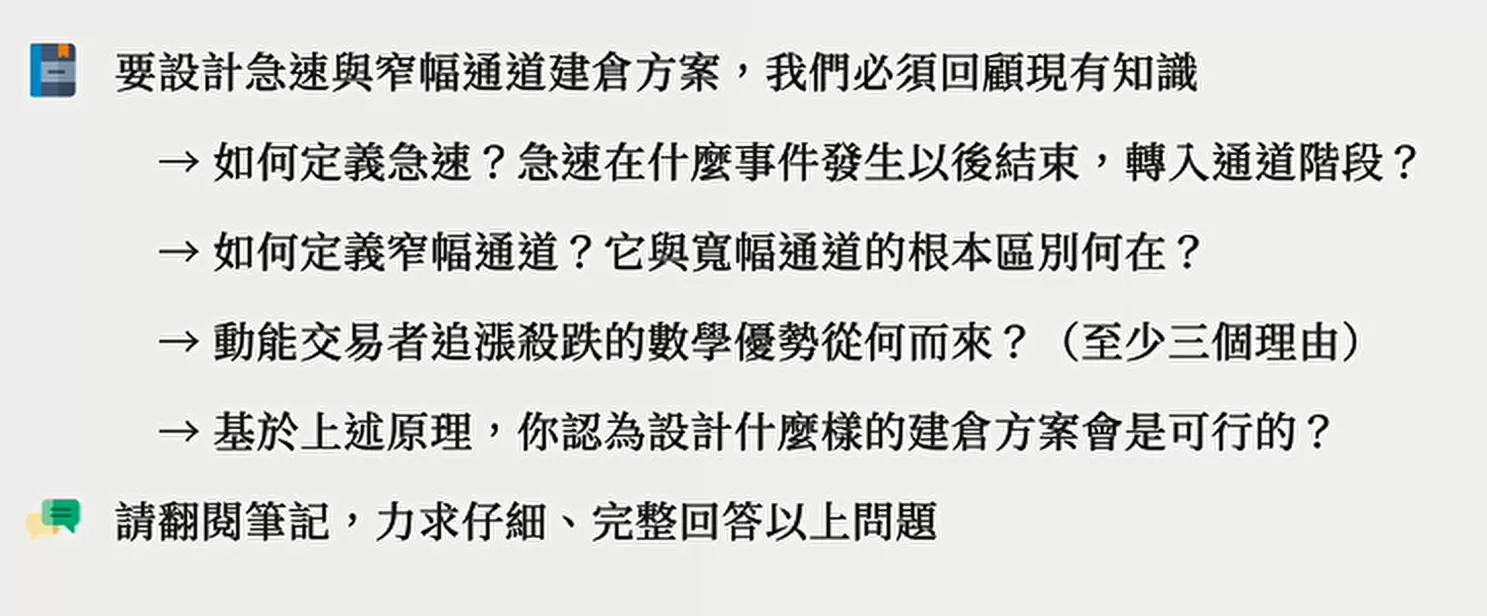 要設計急速與窄幅通道建倉方案，我們必須回顧現有知識
→ 如何定義急速？急速在什麼事件發生以後結束，轉入通道階段？
→ 如何定義窄幅通道？它與寬幅通道的根本區別何在？
→ 動能交易者追漲殺跌的數學優勢從何而來？（至少三個理由）
→ 基於上述原理，你認為設計什麼樣的建倉方案會是可行的？
請翻閱筆記，力求仔細、完整回答以上問題